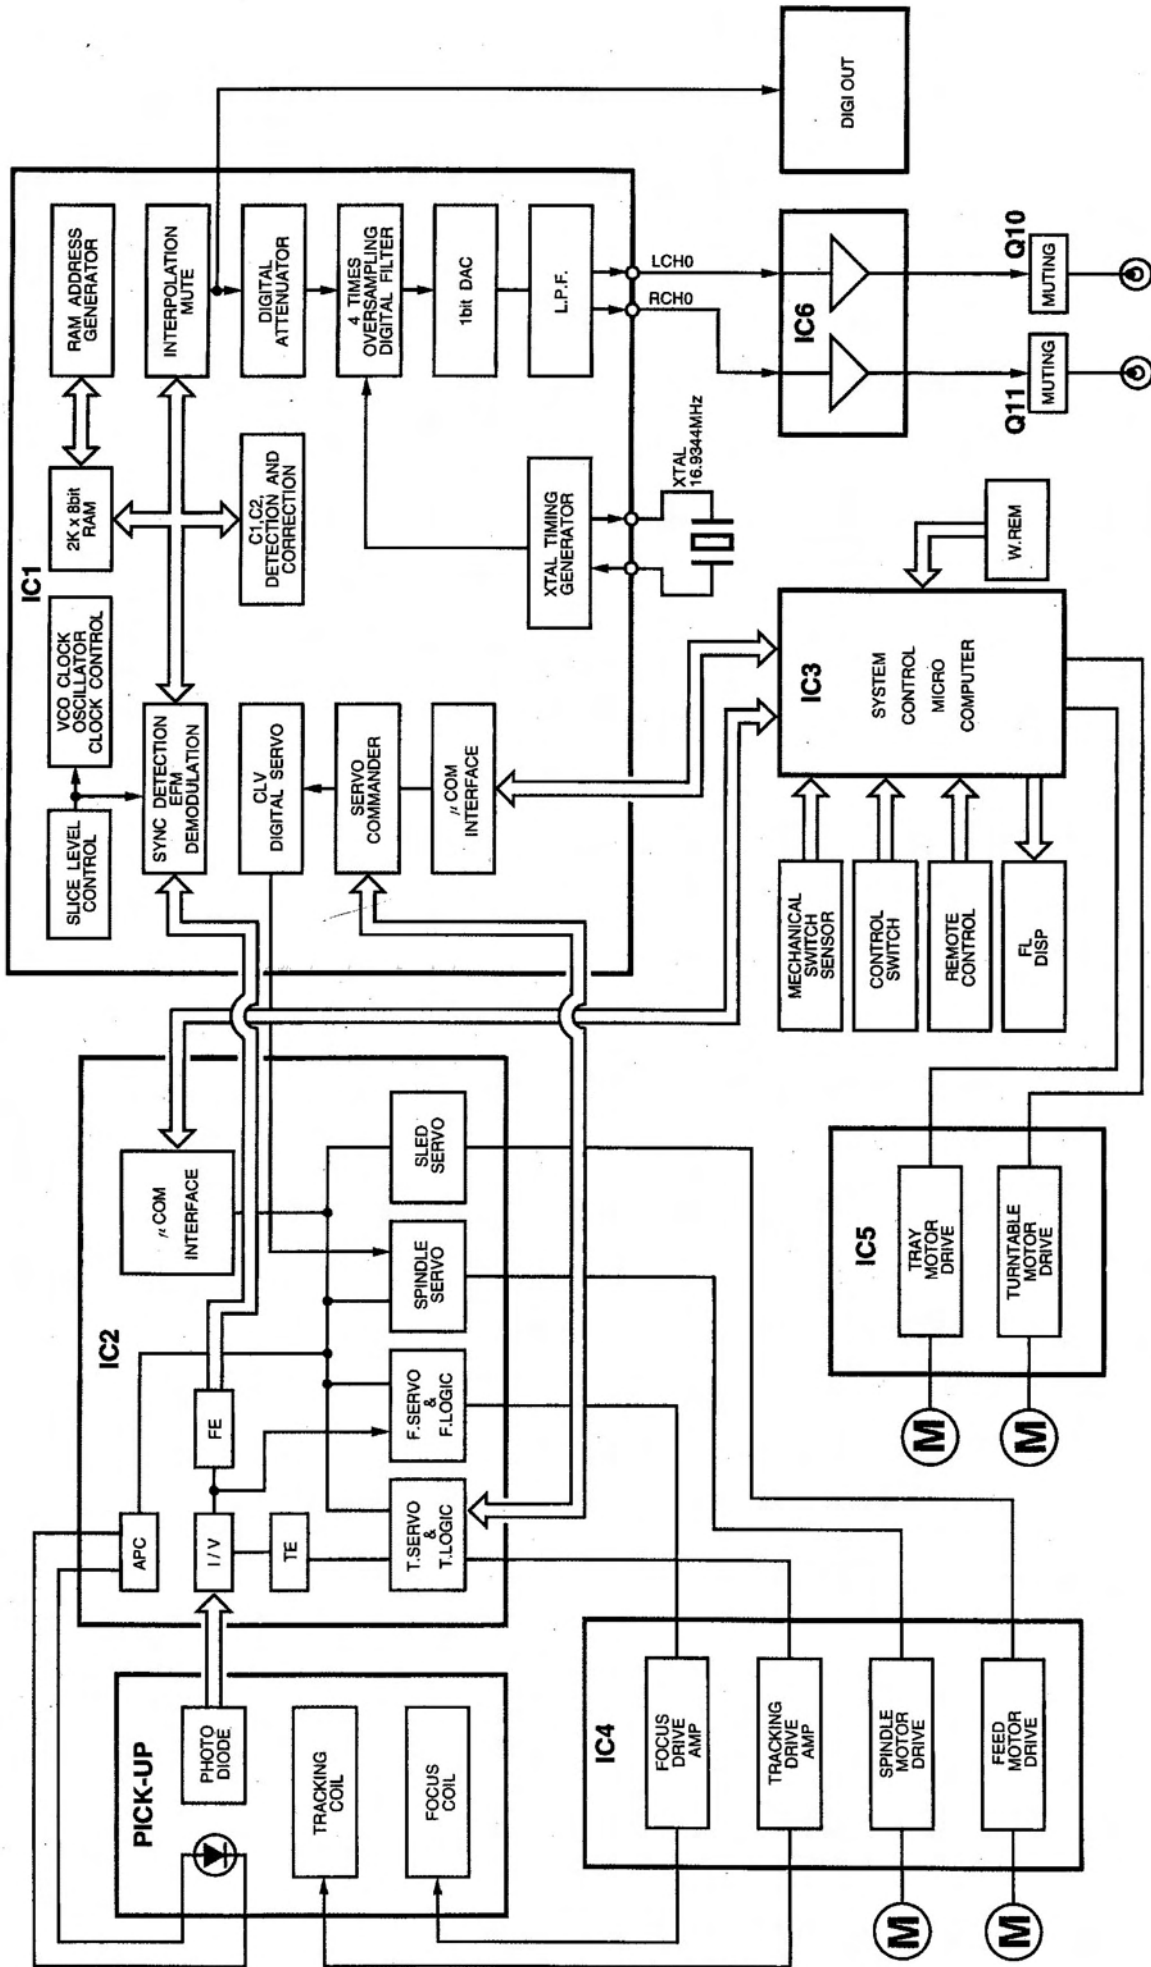 PICK-UP
PHOTO
DIODE
TRACKING
COIL
FOCUS
COIL
IC2
APC
I / V
FE
TE
μCOM
INTERFACE
T.SERVO
&
T.LOGIC
F.SERVO
&
F.LOGIC
SPINDLE
SERVO
SLED
SERVO
IC1
SLICE LEVEL
CONTROL
VCO CLOCK
OSCILLATOR
CLOCK CONTROL
SYNC DETECTION
EFM
DEMODULATION
CLV
DIGITAL SERVO
SERVO
COMMANDER
μCOM
INTERFACE
2K x 8bit
RAM
RAM ADDRESS
GENERATOR
C1,C2,
DETECTION AND
CORRECTION
INTERPOLATION
MUTE
DIGITAL
ATTENUATOR
4 TIMES
OVERSAMPLING
DIGITAL FILTER
1bit DAC
L.P.F.
XTAL TIMING
GENERATOR
XTAL
16.9344MHz
RCH0
LCH0
DIGI OUT
IC6
Q11
MUTING
Q10
MUTING
IC4
FOCUS
DRIVE
AMP
TRACKING
DRIVE
AMP
SPINDLE
MOTOR
DRIVE
FEED
MOTOR
DRIVE
M
M
IC5
TRAY
MOTOR
DRIVE
TURNTABLE
MOTOR
DRIVE
M
M
MECHANICAL
SWITCH
SENSOR
CONTROL
SWITCH
REMOTE
CONTROL
FL
DISP
IC3
SYSTEM
CONTROL
MICRO
COMPUTER
W.REM